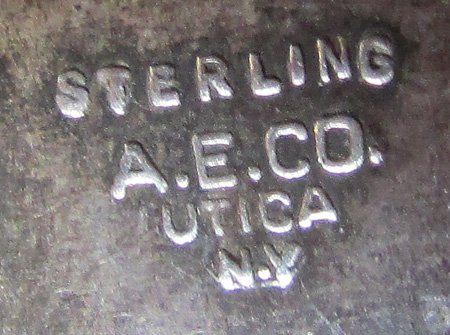 STERLING
A.E.CO.
UTICA
N.Y